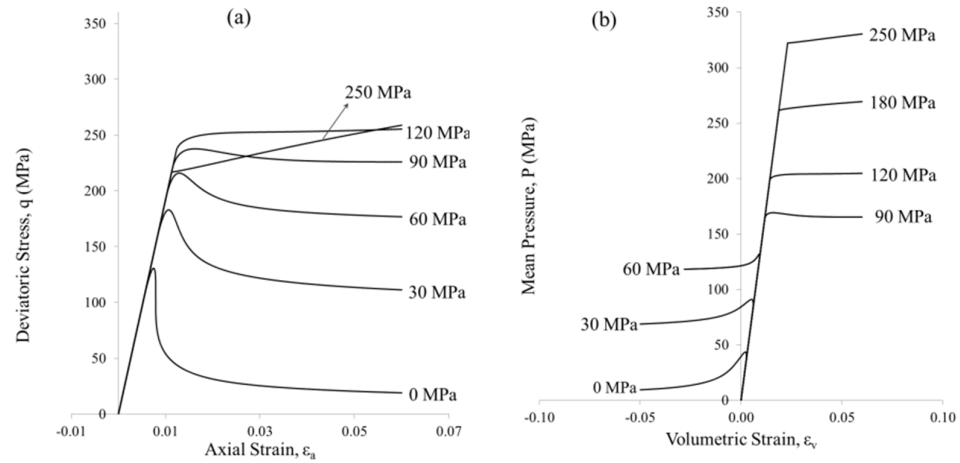 (a)
350
300
250
200
150
100
50
0
-0.01
0.01
0.03
0.05
0.07
Deviatoric Stress, q (MPa)
Axial Strain, εa
250 MPa
120 MPa
90 MPa
60 MPa
30 MPa
0 MPa
(b)
350
300
250
200
150
100
50
0
-0.10
-0.05
0.00
0.05
0.10
Mean Pressure, P (MPa)
Volumetric Strain, εv
250 MPa
180 MPa
120 MPa
90 MPa
60 MPa
30 MPa
0 MPa